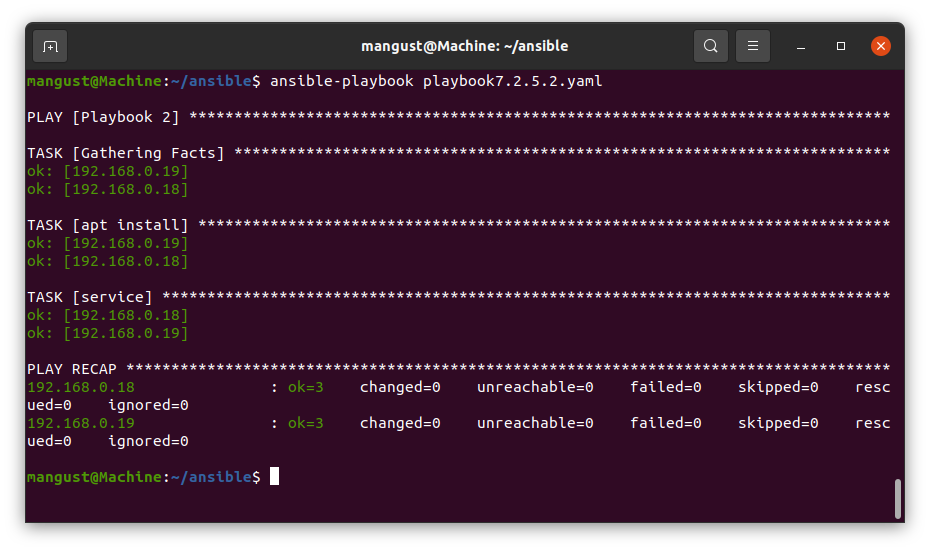 mangust@Machine: ~/ansible
mangust@Machine:~/ansible$ ansible-playbook playbook7.2.5.2.yaml
PLAY [Playbook 2] ******************************************************************************
TASK [Gathering Facts] *************************************************************************
ok: [192.168.0.19]
ok: [192.168.0.18]
TASK [apt install] *****************************************************************************
ok: [192.168.0.19]
ok: [192.168.0.18]
TASK [service] *********************************************************************************
ok: [192.168.0.18]
ok: [192.168.0.19]
PLAY RECAP *************************************************************************************
192.168.0.18               : ok=3    changed=0    unreachable=0    failed=0    skipped=0    resc
ued=0    ignored=0
192.168.0.19               : ok=3    changed=0    unreachable=0    failed=0    skipped=0    resc
ued=0    ignored=0
mangust@Machine:~/ansible$